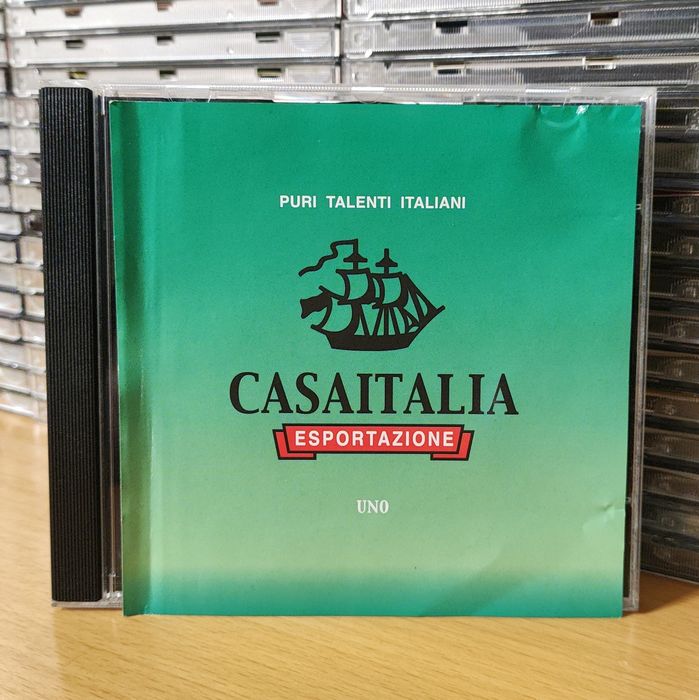 PURI TALENTI ITALIANI
CASAITALIA
ESPORTAZIONE
UNO